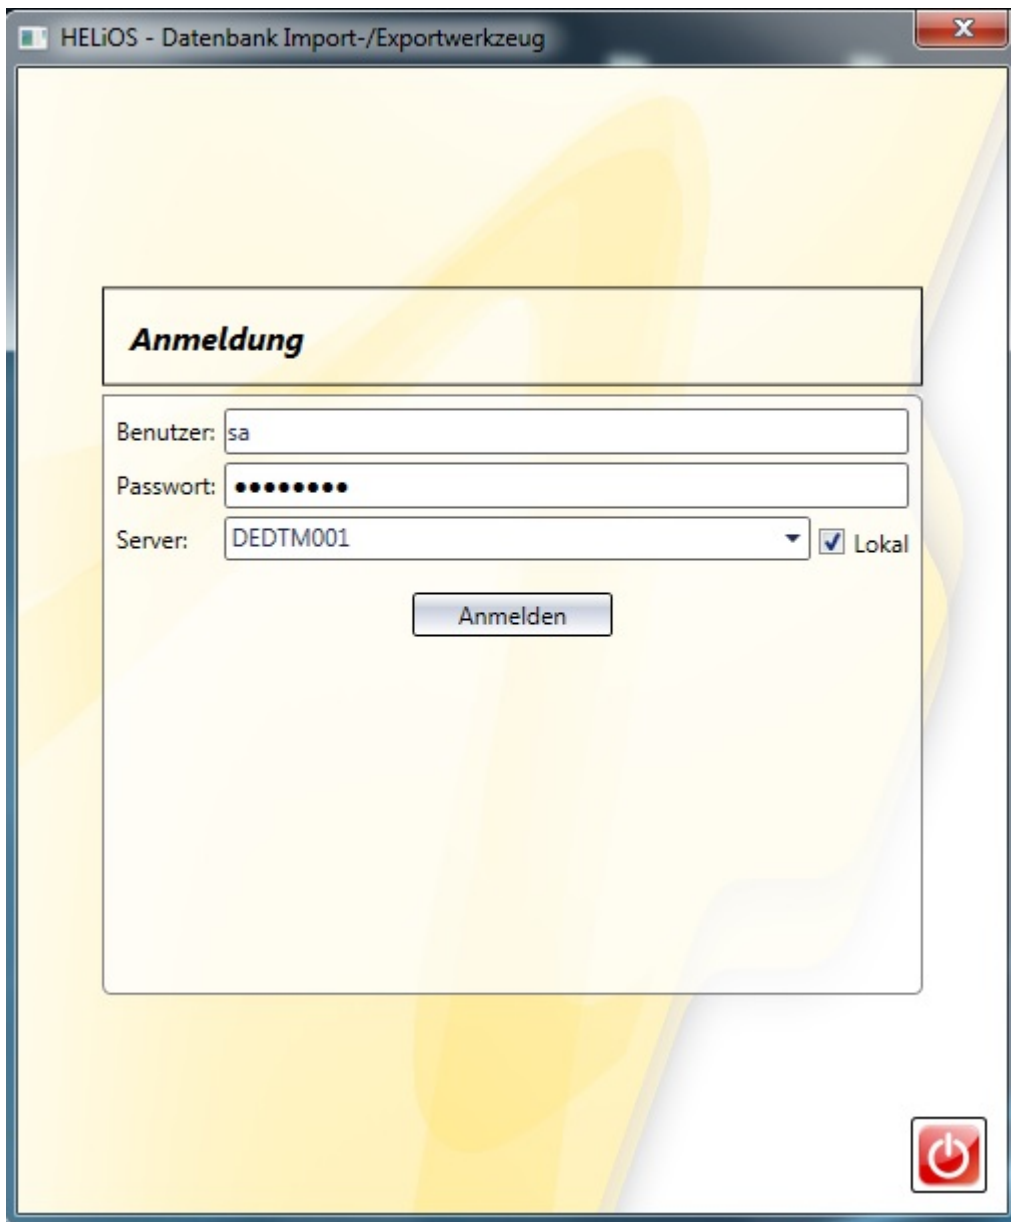 HELiOS - Datenbank Import-/Exportwerkzeug
Anmeldung
Benutzer: sa
Passwort: ●●●●●●●●
Server: DEDTM001 Lokal
Anmelden